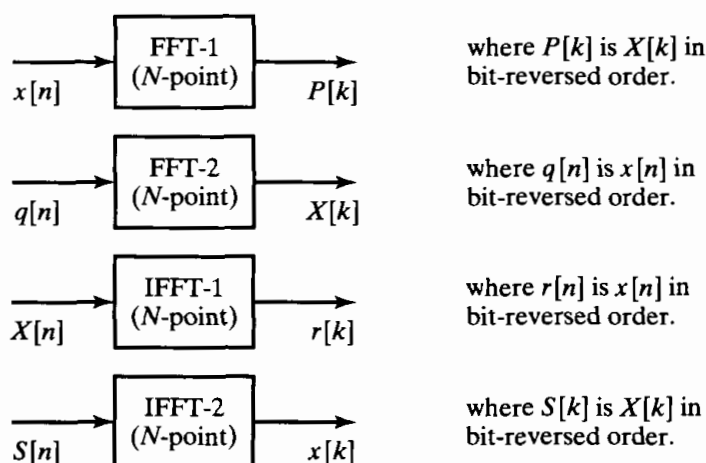 FFT-1
(N-point)
x[n]
P[k]
where P[k] is X[k] in
bit-reversed order.
FFT-2
(N-point)
q[n]
X[k]
where q[n] is x[n] in
bit-reversed order.
IFFT-1
(N-point)
X[n]
r[k]
where r[n] is x[n] in
bit-reversed order.
IFFT-2
(N-point)
S[n]
x[k]
where S[k] is X[k] in
bit-reversed order.